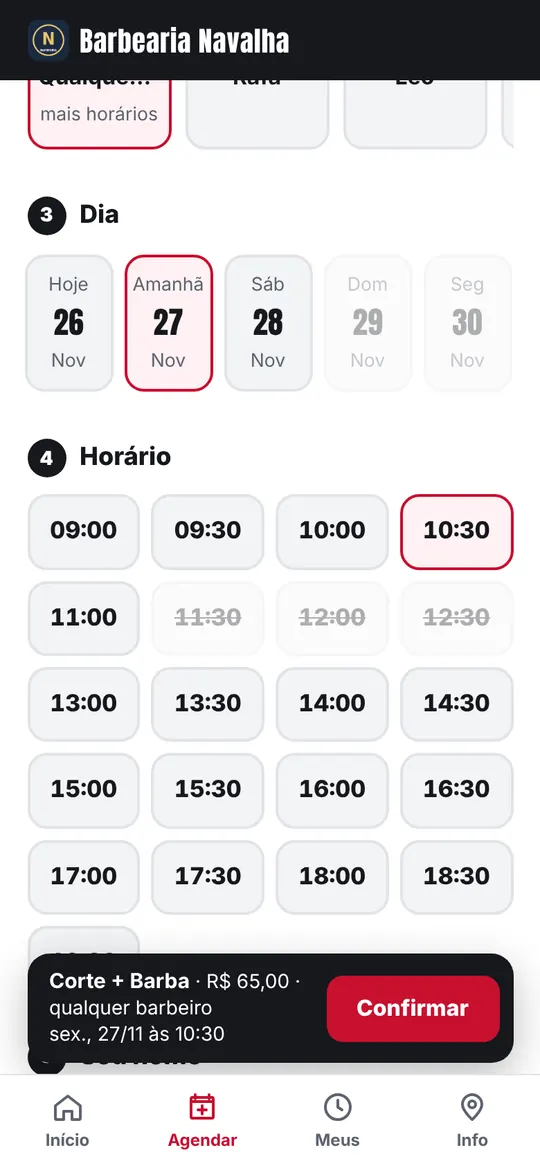 N
Barbearia Navalha
Qualque...
Rafa
Léo
mais horários
3
Dia
Hoje
26
Nov
Amanhã
27
Nov
Sáb
28
Nov
Dom
29
Nov
Seg
30
Nov
4
Horário
09:00
09:30
10:00
10:30
11:00
11:30
12:00
12:30
13:00
13:30
14:00
14:30
15:00
15:30
16:00
16:30
17:00
17:30
18:00
18:30
Corte + Barba · R$ 65,00 ·
qualquer barbeiro
sex., 27/11 às 10:30
Confirmar
Início
Agendar
Meus
Info